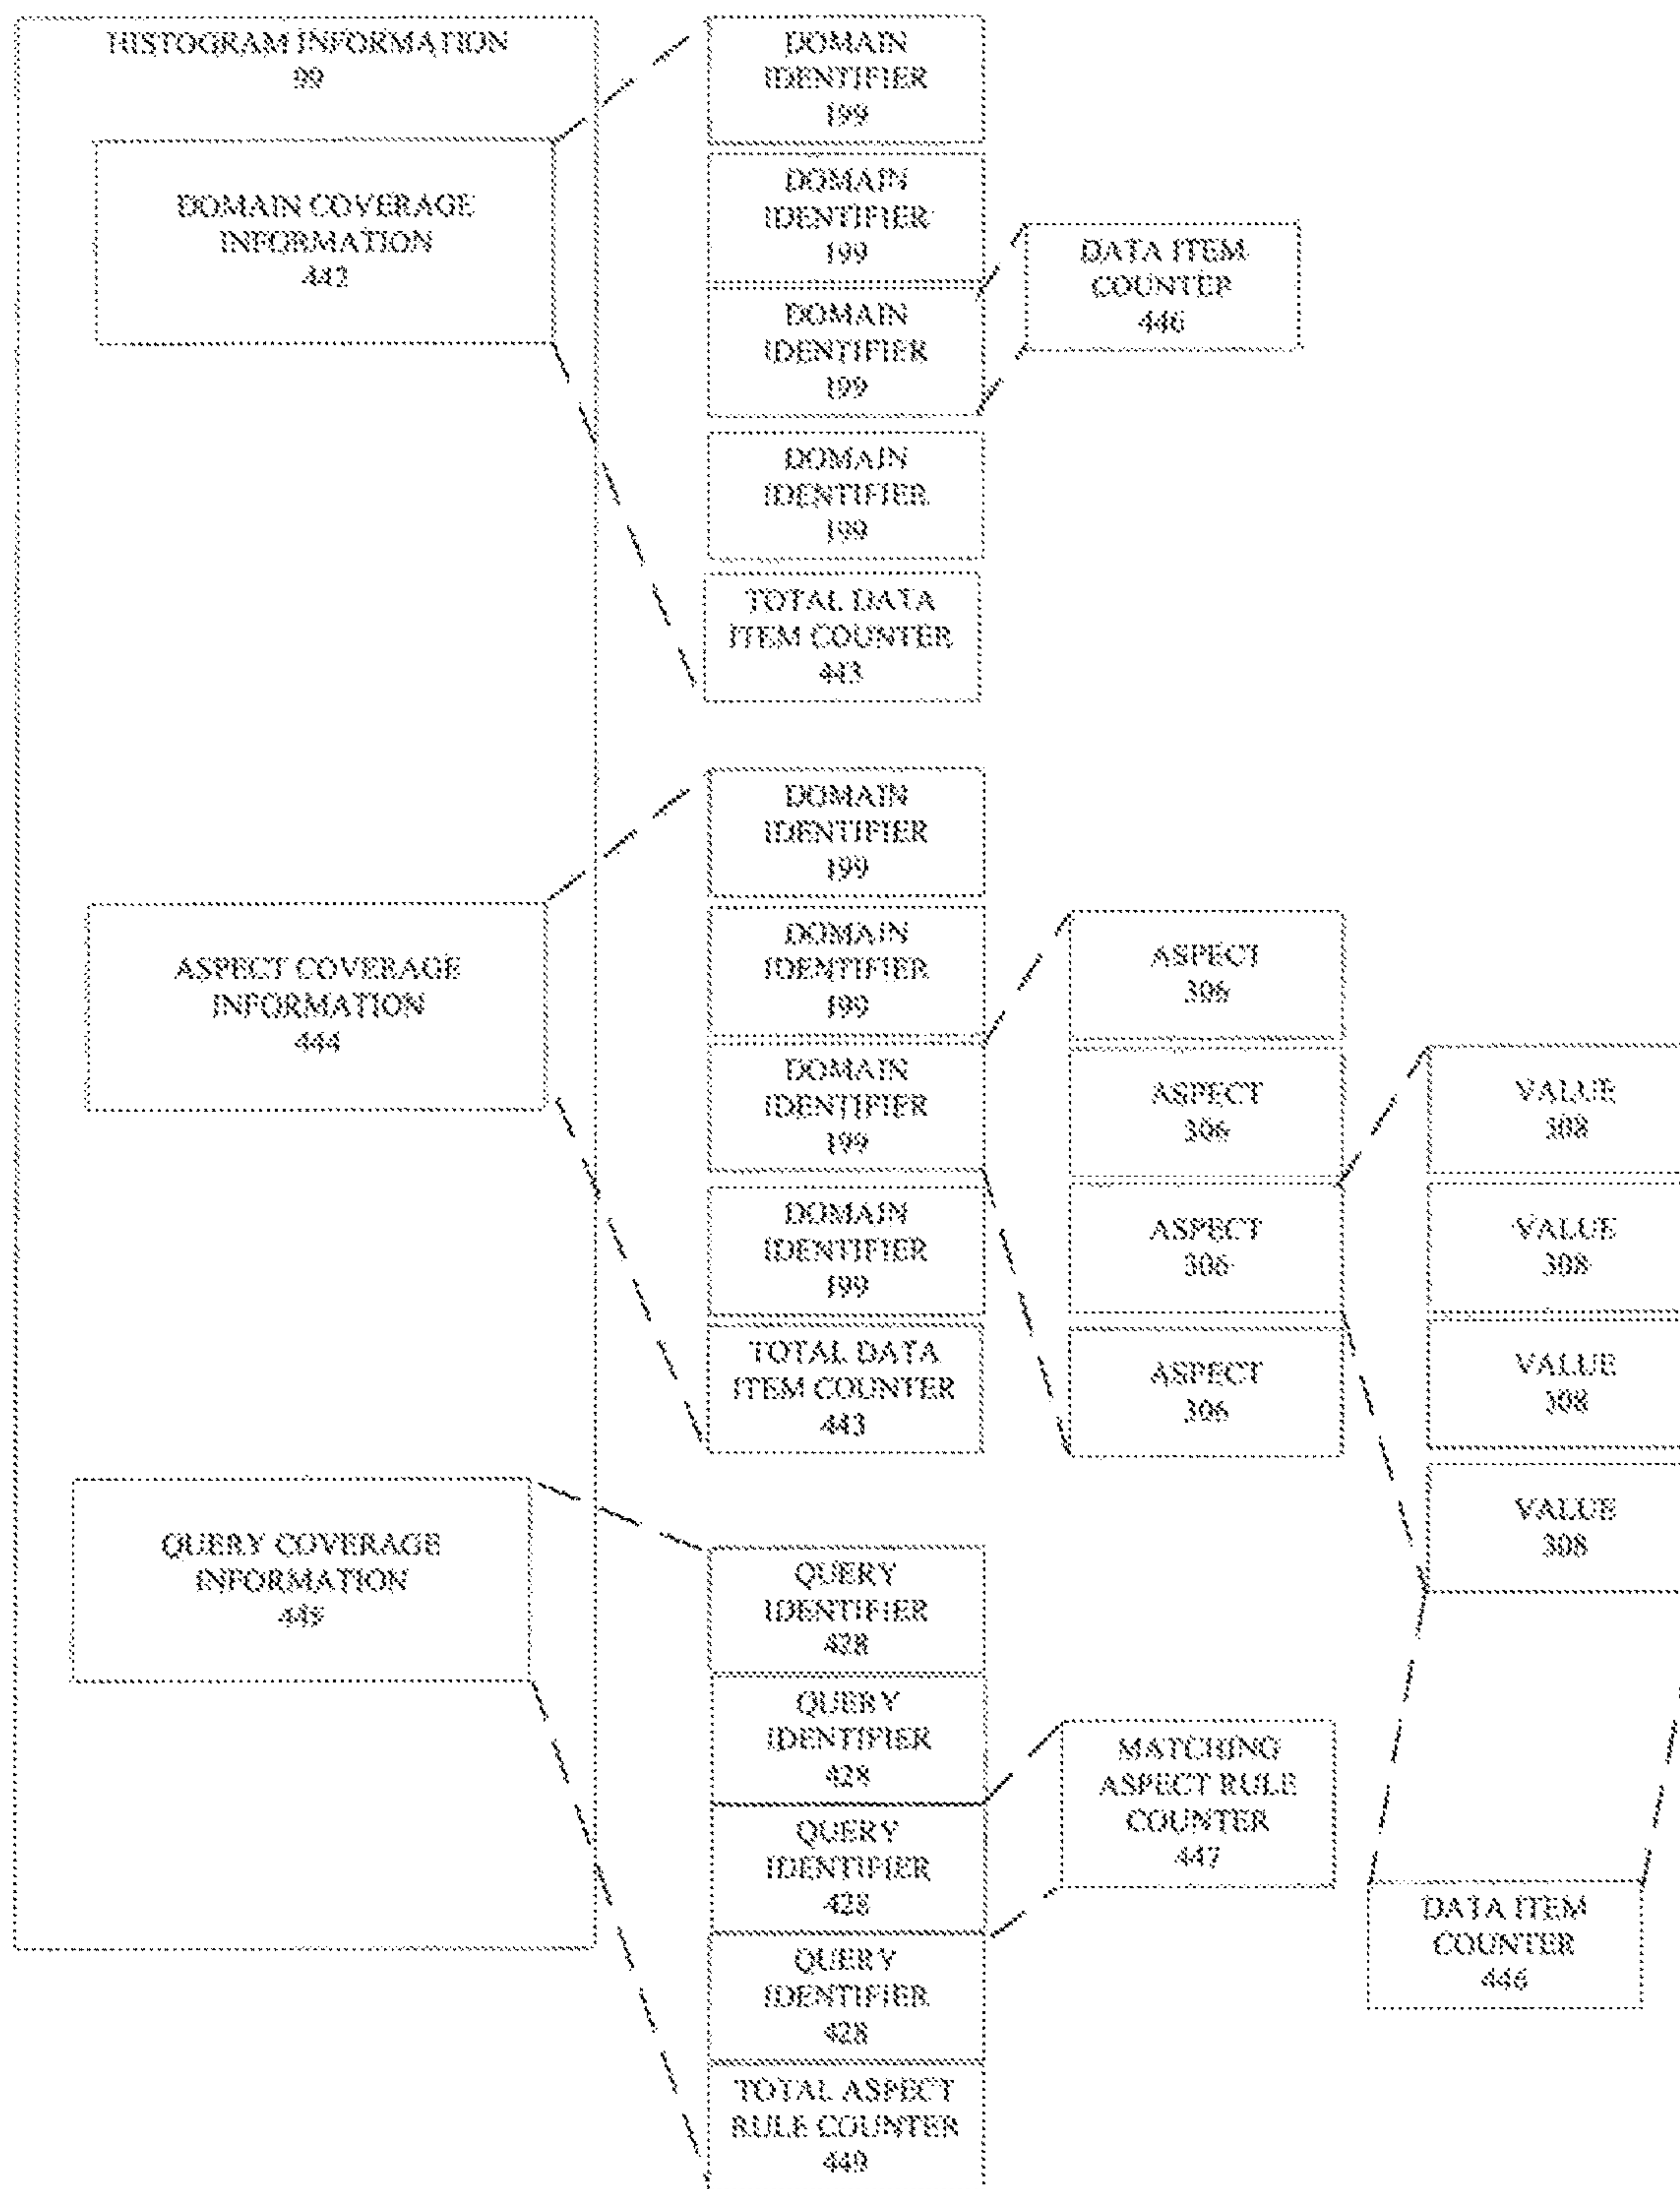 HISTOGRAM INFORMATION
99
DOMAIN COVERAGE
INFORMATION
442
DOMAIN
IDENTIFIER
199
DOMAIN
IDENTIFIER
199
DOMAIN
IDENTIFIER
199
DOMAIN
IDENTIFIER
199
TOTAL DATA
ITEM COUNTER
443
DATA ITEM
COUNTER
446
ASPECT COVERAGE
INFORMATION
444
DOMAIN
IDENTIFIER
199
DOMAIN
IDENTIFIER
199
DOMAIN
IDENTIFIER
199
DOMAIN
IDENTIFIER
199
TOTAL DATA
ITEM COUNTER
443
ASPECT
306
ASPECT
306
ASPECT
306
ASPECT
306
VALUE
308
VALUE
308
VALUE
308
VALUE
308
DATA ITEM
COUNTER
446
QUERY COVERAGE
INFORMATION
445
QUERY
IDENTIFIER
428
QUERY
IDENTIFIER
428
QUERY
IDENTIFIER
428
QUERY
IDENTIFIER
428
TOTAL ASPECT
RULE COUNTER
449
MATCHING
ASPECT RULE
COUNTER
447